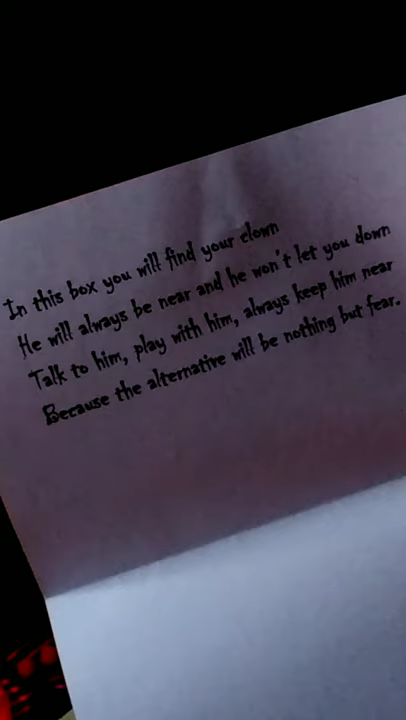 In this box you will find your clown
He will always be near and he won't let you down
Talk to him, play with him, always keep him near
Because the alternative will be nothing but fear.